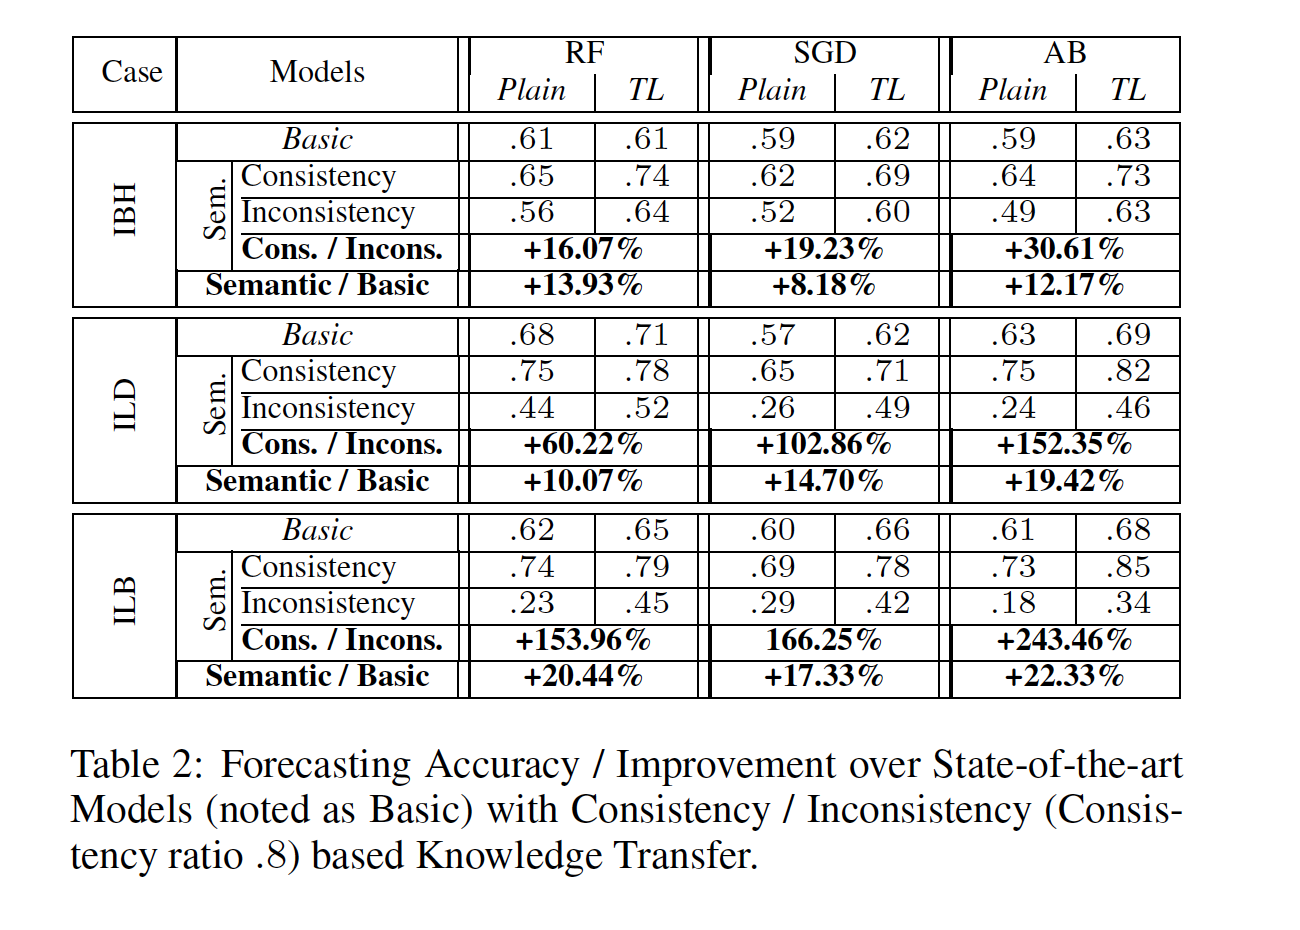 Case Models RF SGD AB
Plain TL Plain TL Plain TL
IBH
Basic .61 .61 .59 .62 .59 .63
Sem.
Consistency .65 .74 .62 .69 .64 .73
Inconsistency .56 .64 .52 .60 .49 .63
Cons. / Incons. +16.07% +19.23% +30.61%
Semantic / Basic +13.93% +8.18% +12.17%
ILD
Basic .68 .71 .57 .62 .63 .69
Sem.
Consistency .75 .78 .65 .71 .75 .82
Inconsistency .44 .52 .26 .49 .24 .46
Cons. / Incons. +60.22% +102.86% +152.35%
Semantic / Basic +10.07% +14.70% +19.42%
ILB
Basic .62 .65 .60 .66 .61 .68
Sem.
Consistency .74 .79 .69 .78 .73 .85
Inconsistency .23 .45 .29 .42 .18 .34
Cons. / Incons. +153.96% 166.25% +243.46%
Semantic / Basic +20.44% +17.33% +22.33%
Table 2: Forecasting Accuracy / Improvement over State-of-the-art
Models (noted as Basic) with Consistency / Inconsistency (Consis-
tency ratio .8) based Knowledge Transfer.